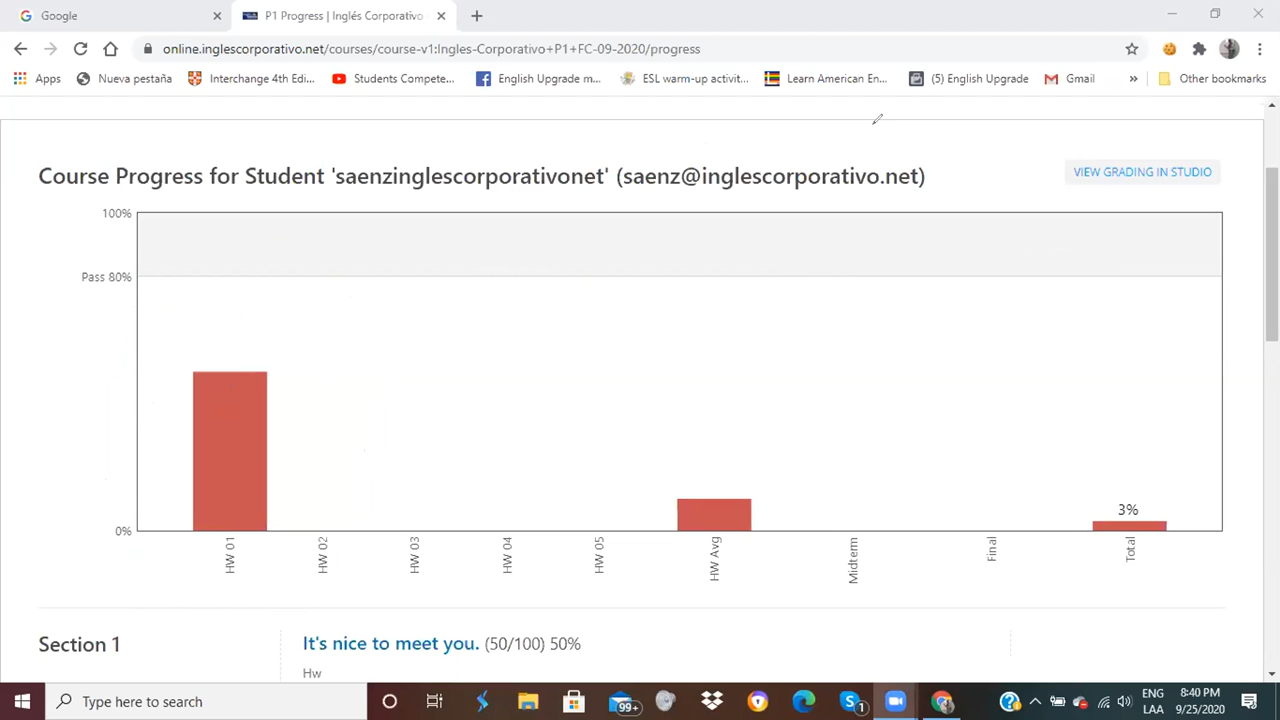 Google
P1 Progress | Inglés Corporativo
online.inglescorporativo.net/courses/course-v1:Ingles-Corporativo+P1+FC-09-2020/progress
Apps
Nueva pestaña
Interchange 4th Edi...
Students Compete...
English Upgrade m...
ESL warm-up activit...
Learn American En...
(5) English Upgrade
Gmail
»
Other bookmarks
Course Progress for Student 'saenzinglescorporativonet' (saenz@inglescorporativo.net)
VIEW GRADING IN STUDIO
100%
Pass 80%
0%
3%
HW 01
HW 02
HW 03
HW 04
HW 05
HW Avg
Midterm
Final
Total
Section 1
It's nice to meet you. (50/100) 50%
Hw
Type here to search
99+
1
ENG
LAA
8:40 PM
9/25/2020